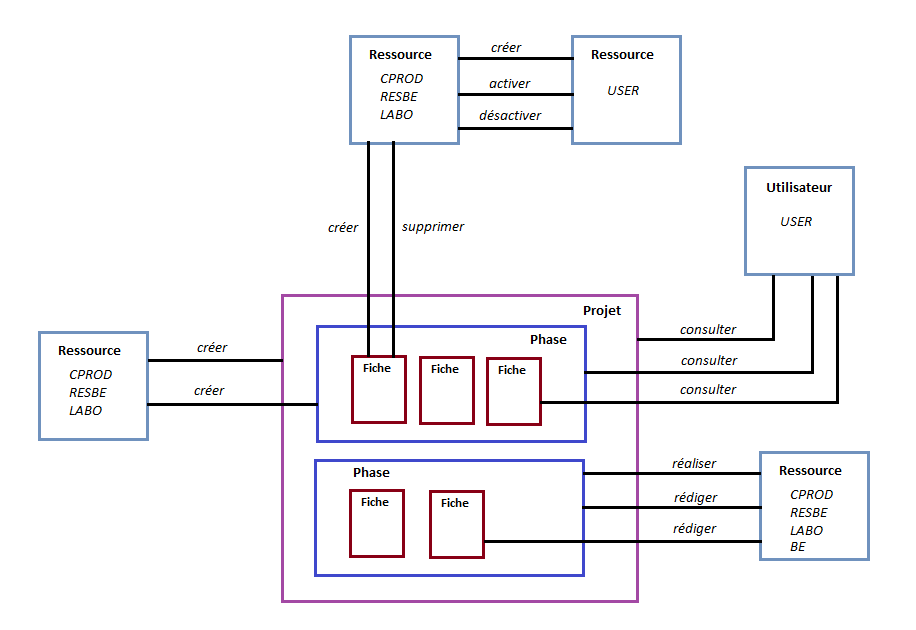 Ressource
CPROD
RESBE
LABO
créer
activer
désactiver
Ressource
USER
Utilisateur
USER
créer
supprimer
Projet
Phase
Fiche
Fiche
Fiche
consulter
consulter
consulter
Ressource
CPROD
RESBE
LABO
créer
créer
Phase
Fiche
Fiche
réaliser
rédiger
rédiger
Ressource
CPROD
RESBE
LABO
BE